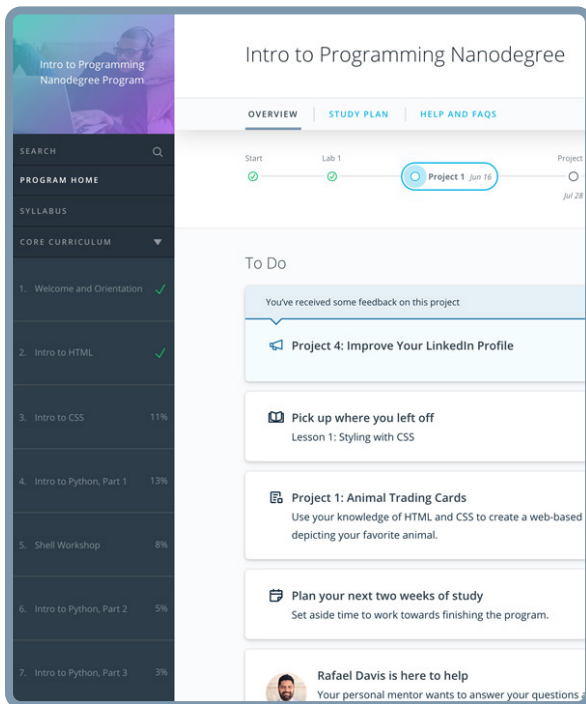 Intro to Programming
Nanodegree Program
SEARCH
PROGRAM HOME
SYLLABUS
CORE CURRICULUM
1. Welcome and Orientation
2. Intro to HTML
3. Intro to CSS 11%
4. Intro to Python, Part 1 13%
5. Shell Workshop 8%
6. Intro to Python, Part 2 5%
7. Intro to Python, Part 3 3%
Intro to Programming Nanodegree
OVERVIEW STUDY PLAN HELP AND FAQS
Start Lab 1 Project
Project 1 Jun 16
Jul 28
To Do
You've received some feedback on this project
Project 4: Improve Your LinkedIn Profile
Pick up where you left off
Lesson 1: Styling with CSS
Project 1: Animal Trading Cards
Use your knowledge of HTML and CSS to create a web-based
depicting your favorite animal.
Plan your next two weeks of study
Set aside time to work towards finishing the program.
Rafael Davis is here to help
Your personal mentor wants to answer your questions